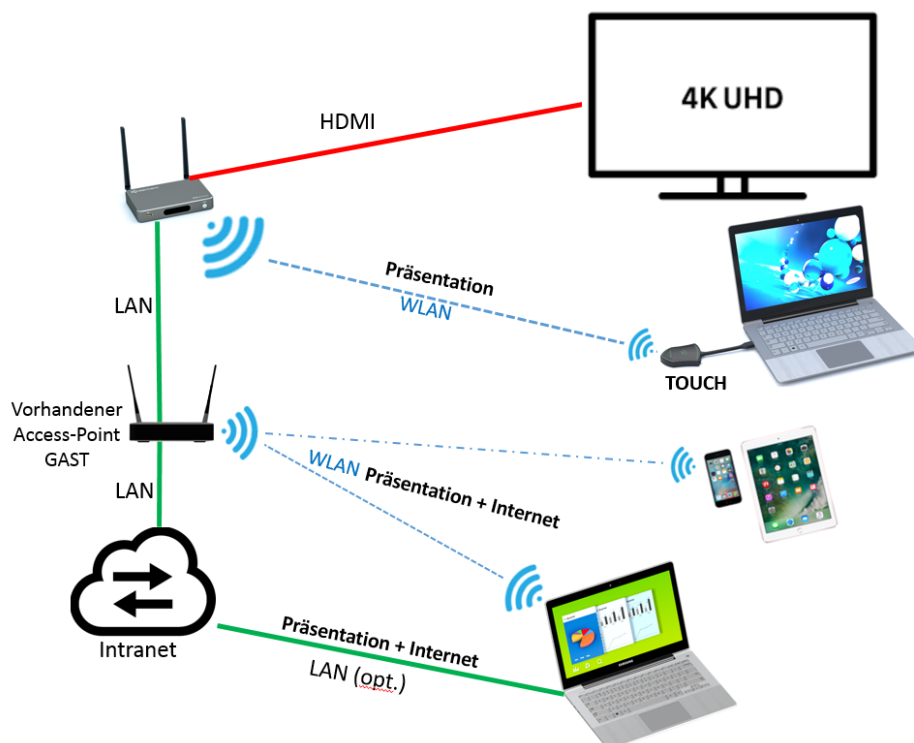 4K UHD
HDMI
Präsentation
WLAN
LAN
TOUCH
Vorhandener
Access-Point
GAST
WLAN Präsentation + Internet
LAN
Präsentation + Internet
LAN (opt.)
Intranet